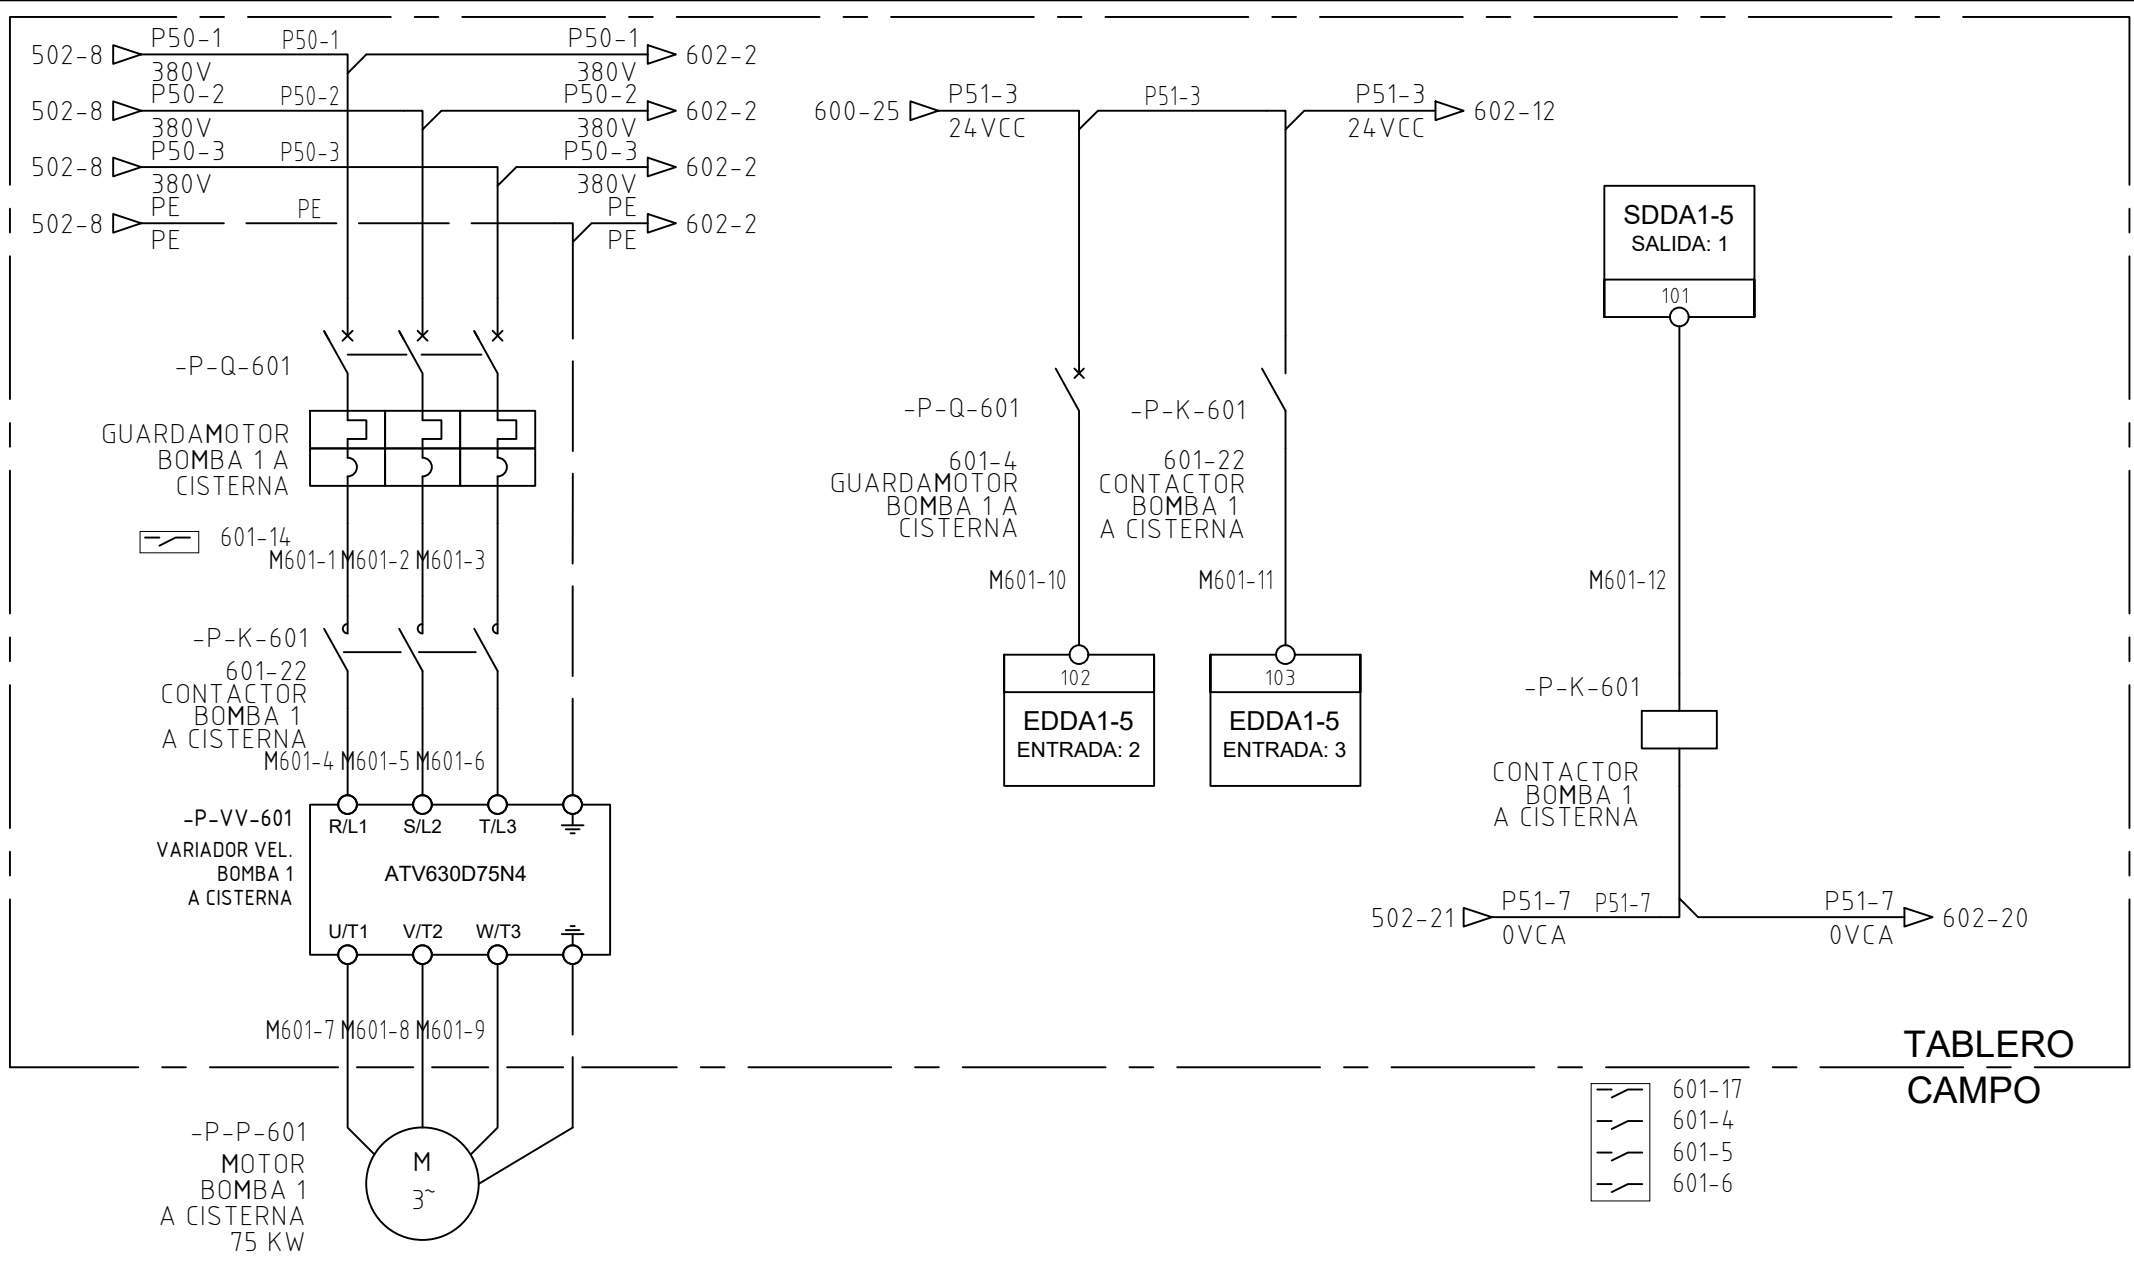 502-8 P50-1 P50-1 P50-1 602-2
380V 380V
502-8 P50-2 P50-2 P50-2 602-2
380V 380V
502-8 P50-3 P50-3 P50-3 602-2
380V 380V
502-8 PE PE PE 602-2
PE PE
-P-Q-601
GUARDAMOTOR
BOMBA 1 A
CISTERNA
601-14
M601-1 M601-2 M601-3
-P-K-601
601-22
CONTACTOR
BOMBA 1
A CISTERNA
M601-4 M601-5 M601-6
-P-VV-601
VARIADOR VEL.
BOMBA 1
A CISTERNA
R/L1 S/L2 T/L3
ATV630D75N4
U/T1 V/T2 W/T3
M601-7 M601-8 M601-9
-P-P-601
MOTOR
BOMBA 1
A CISTERNA
75 KW
M
3~
600-25 P51-3 P51-3 P51-3 602-12
24VCC 24VCC
-P-Q-601
601-4
GUARDAMOTOR
BOMBA 1 A
CISTERNA
M601-10
102
EDDA1-5
ENTRADA: 2
-P-K-601
601-22
CONTACTOR
BOMBA 1
A CISTERNA
M601-11
103
EDDA1-5
ENTRADA: 3
SDDA1-5
SALIDA: 1
101
M601-12
-P-K-601
CONTACTOR
BOMBA 1
A CISTERNA
502-21 P51-7 P51-7 P51-7 602-20
0VCA 0VCA
TABLERO
CAMPO
601-17
601-4
601-5
601-6